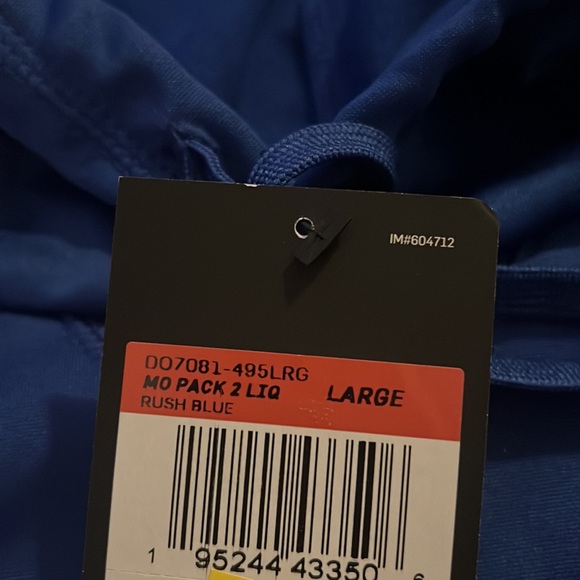 IM#604712
DO7081-495LRG
MO PACK 2 LIQ LARGE
RUSH BLUE
1 95244 43350 6